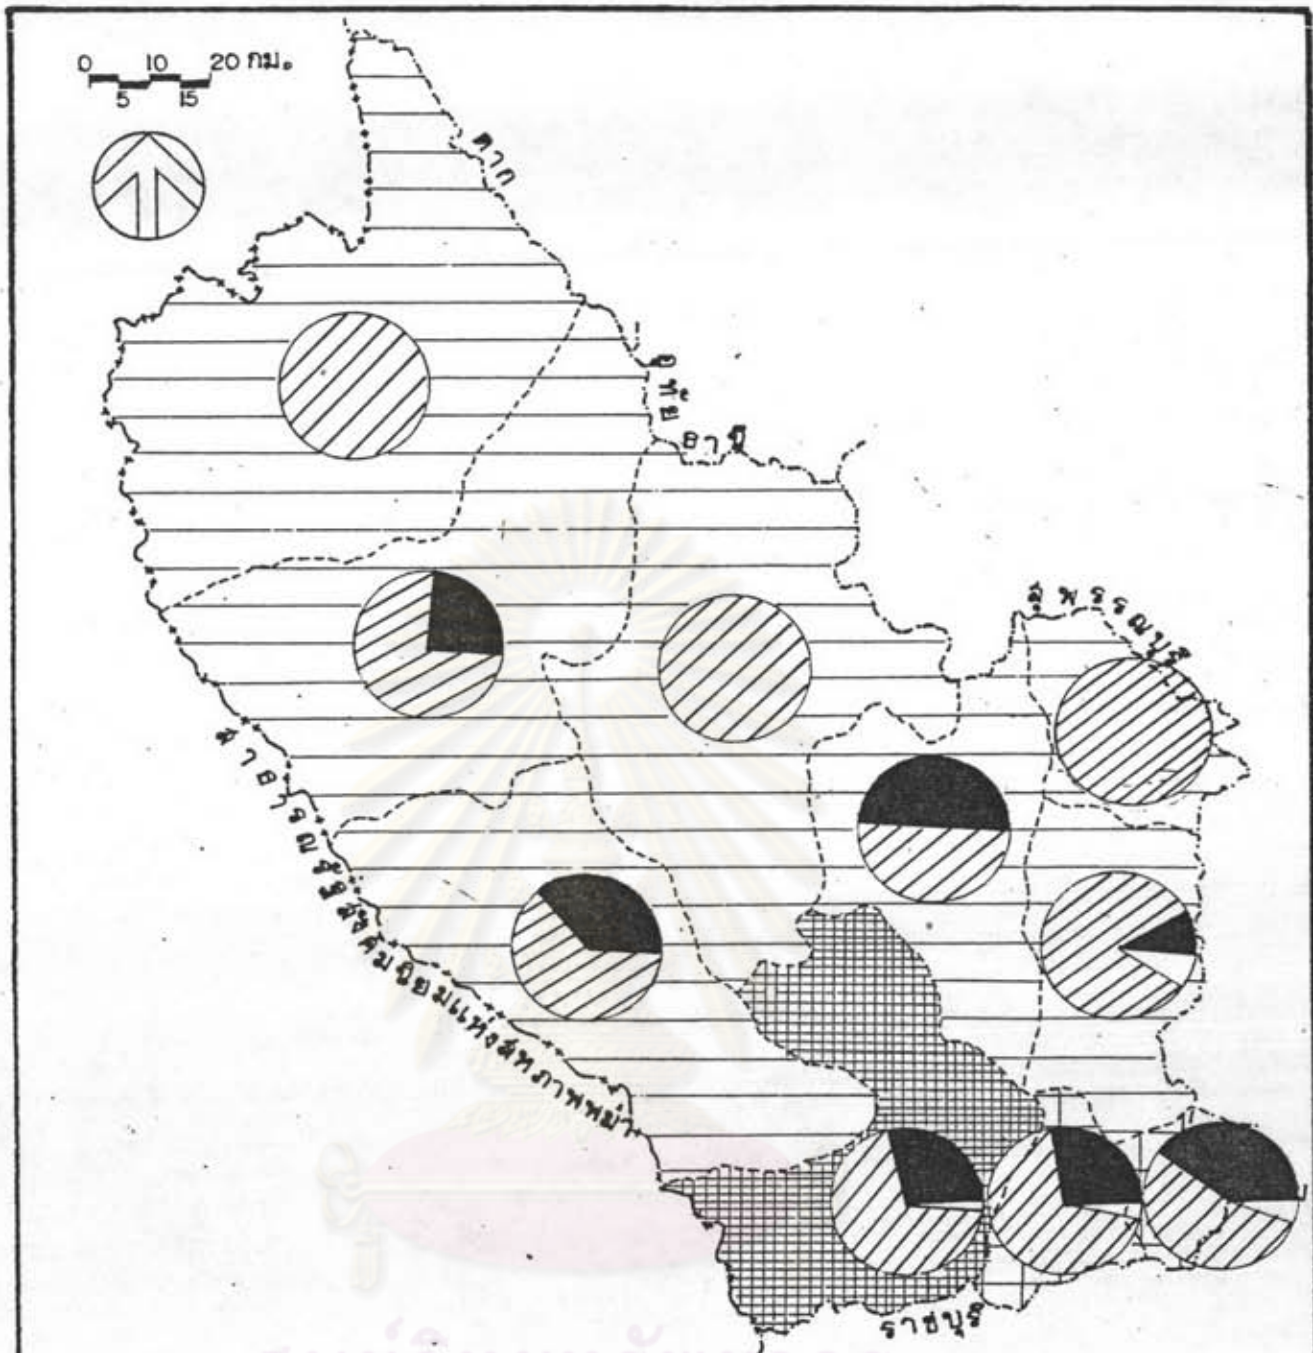 0 10 20 กม.
5 15
ตาก
อุทัย
ธานี
สุพรรณบุรี
สาธารณรัฐสังคมนิยมแห่งสหภาพพม่า
ราชบุรี